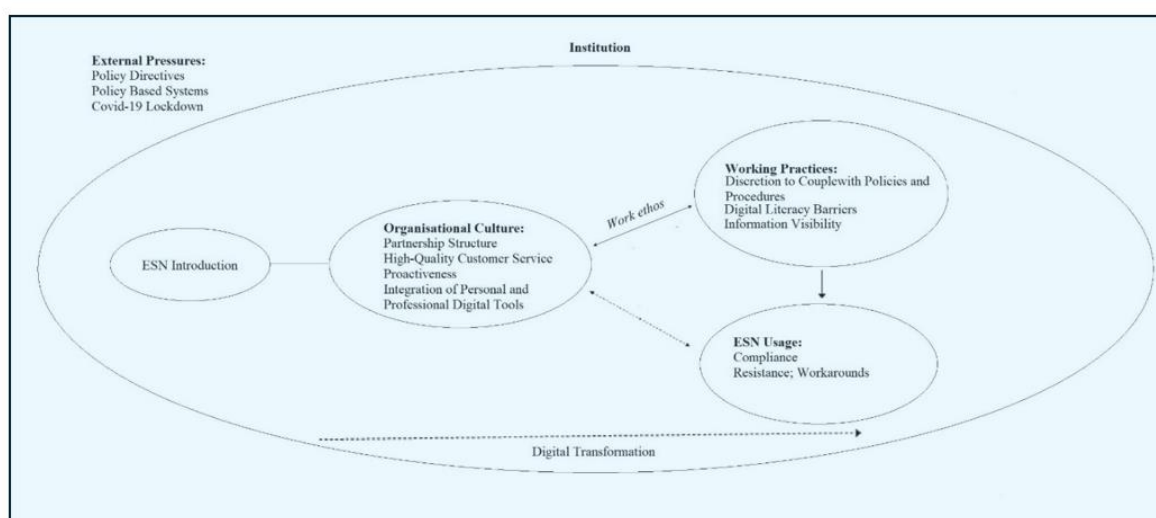 Institution
External Pressures:
Policy Directives
Policy Based Systems
Covid-19 Lockdown
ESN Introduction
Organisational Culture:
Partnership Structure
High-Quality Customer Service
Proactiveness
Integration of Personal and
Professional Digital Tools
Work ethos
Working Practices:
Discretion to Couplewith Policies and
Procedures
Digital Literacy Barriers
Information Visibility
ESN Usage:
Compliance
Resistance; Workarounds
Digital Transformation